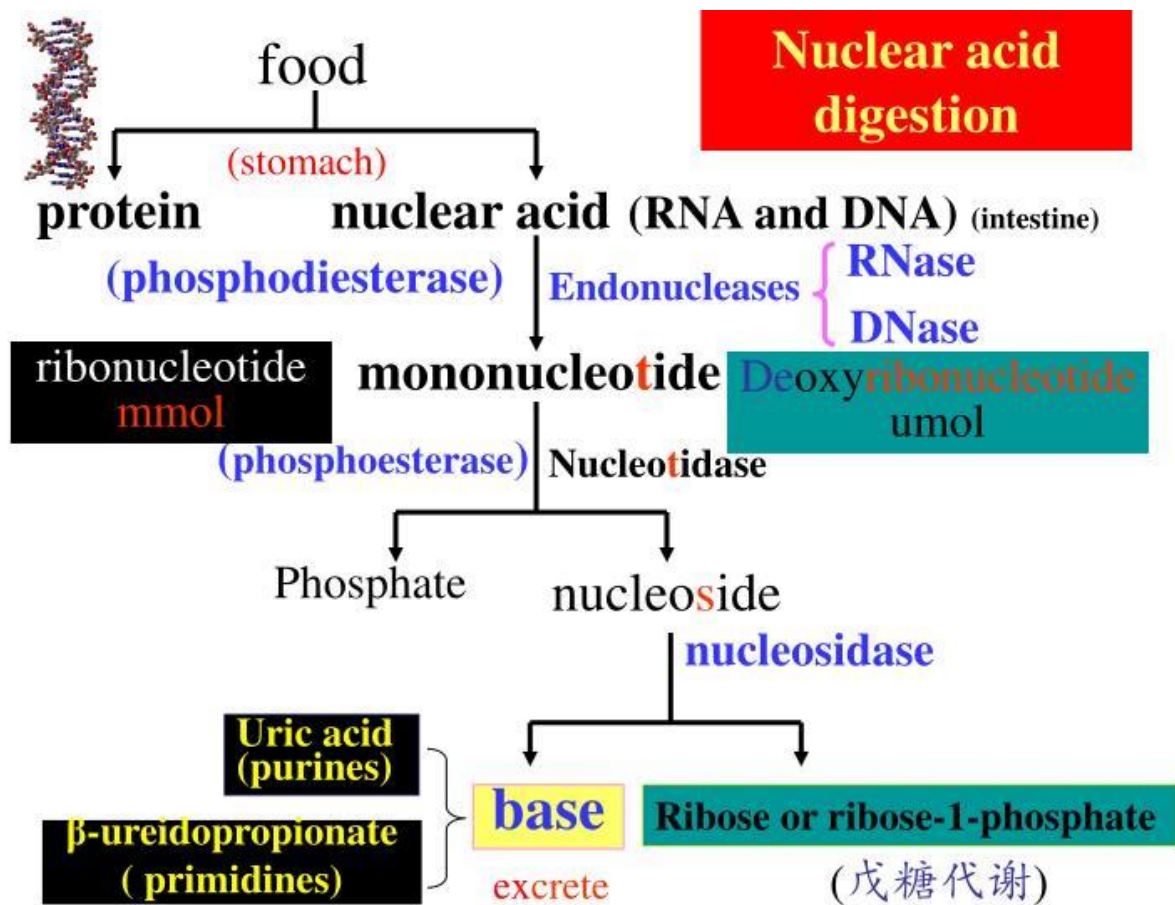 food
Nuclear acid
digestion
(stomach)
protein
nuclear acid (RNA and DNA) (intestine)
(phosphodiesterase)
Endonucleases
RNase
DNase
ribonucleotide
mmol
mononucleotide
Deoxyribonucleotide
umol
(phosphoesterase)
Nucleotidase
Phosphate
nucleoside
nucleosidase
Uric acid
(purines)
β-ureidopropionate
( primidines)
base
Ribose or ribose-1-phosphate
excrete
(戊糖代谢)